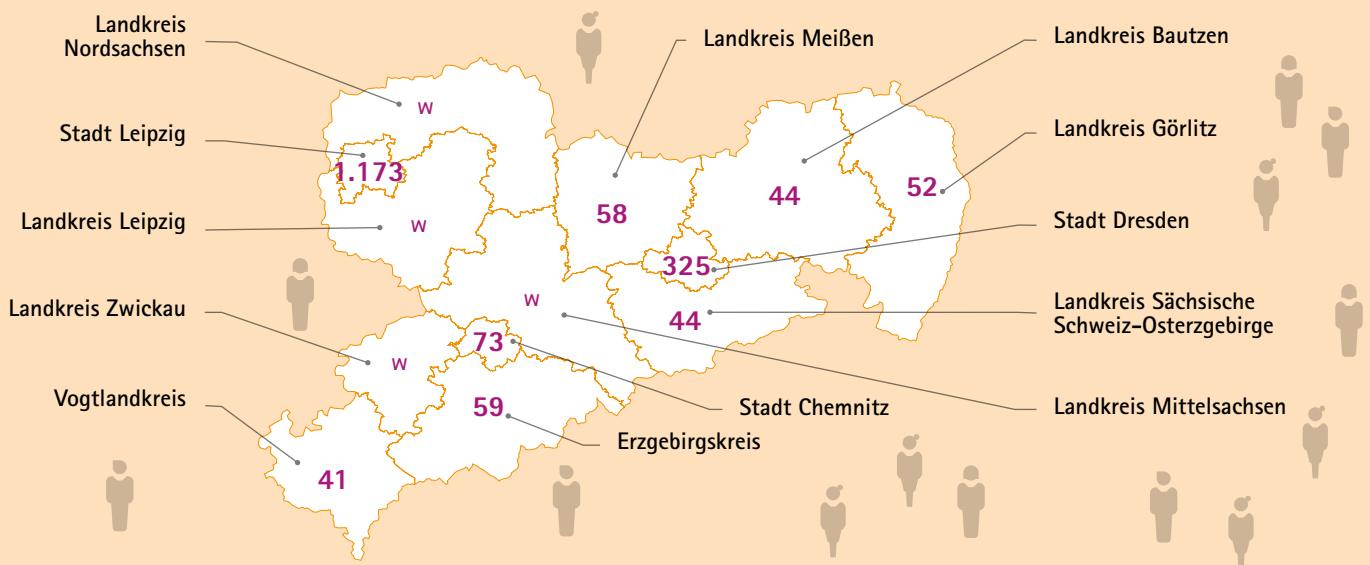 Landkreis
Nordsachsen
Landkreis Meißen
Landkreis Bautzen
w
Stadt Leipzig
Landkreis Görlitz
1.173
52
44
58
Landkreis Leipzig
w
Stadt Dresden
325
Landkreis Zwickau
w
Landkreis Sächsische
Schweiz-Osterzgebirge
44
73
w
Vogtlandkreis
59
Stadt Chemnitz
Landkreis Mittelsachsen
Erzgebirgskreis
41